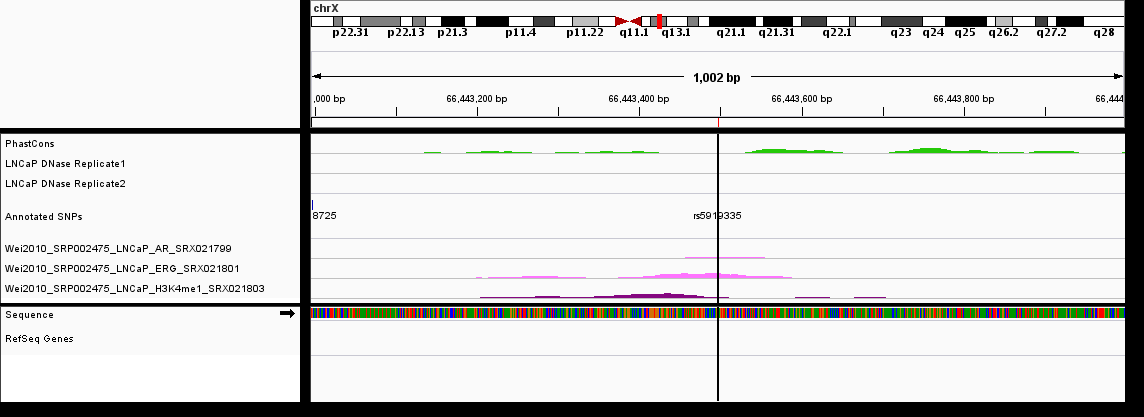 chrX
p22.31 p22.13 p21.3 p11.4 p11.22 q11.1 q13.1 q21.1 q21.31 q22.1 q23 q24 q25 q26.2 q27.2 q28
1,002 bp
,000 bp 66,443,200 bp 66,443,400 bp 66,443,600 bp 66,443,800 bp 66,444
PhastCons
LNCaP DNase Replicate1
LNCaP DNase Replicate2
Annotated SNPs 8725 rs5919335
Wei2010_SRP002475_LNCaP_AR_SRX021799
Wei2010_SRP002475_LNCaP_ERG_SRX021801
Wei2010_SRP002475_LNCaP_H3K4me1_SRX021803
Sequence
RefSeq Genes